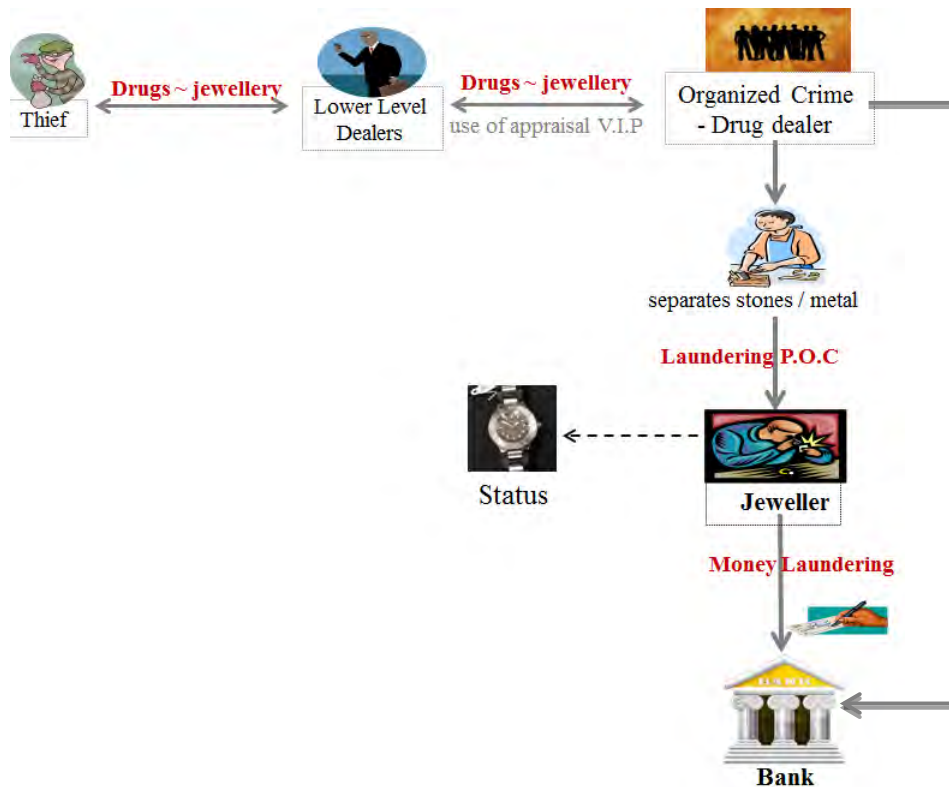 Drugs ~ jewellery
Thief
Lower Level
Dealers
Drugs ~ jewellery
use of appraisal V.I.P
Organized Crime
- Drug dealer
separates stones / metal
Laundering P.O.C
Status
Jeweller
Money Laundering
Bank